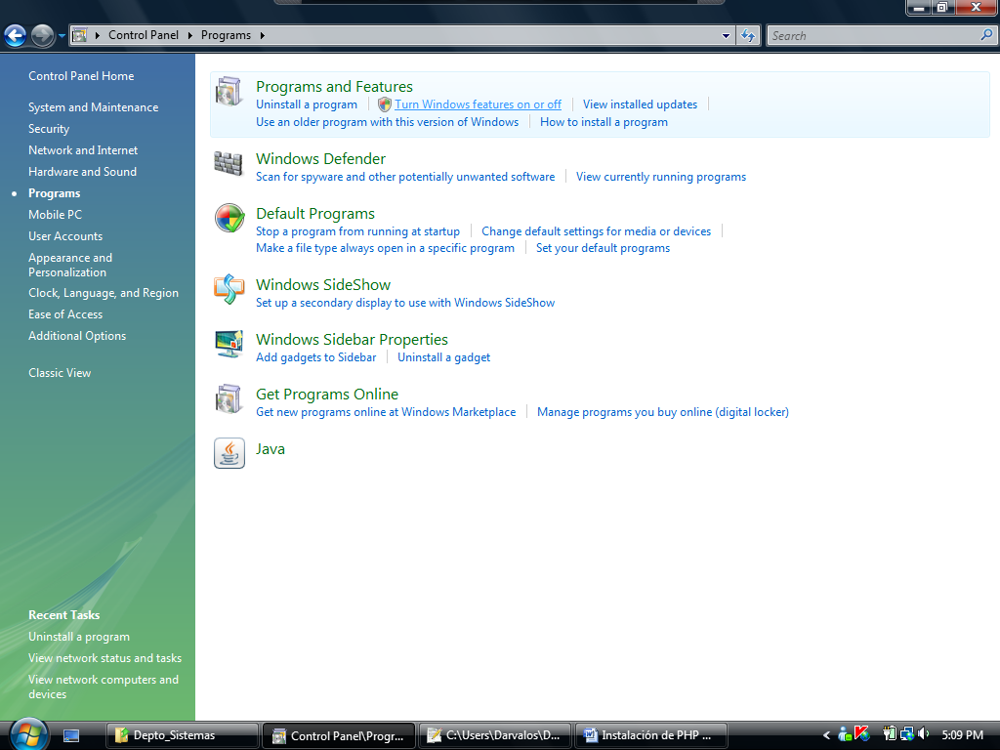 Control Panel Programs
Search
Control Panel Home
System and Maintenance
Security
Network and Internet
Hardware and Sound
Programs
Mobile PC
User Accounts
Appearance and
Personalization
Clock, Language, and Region
Ease of Access
Additional Options
Classic View
Recent Tasks
Uninstall a program
View network status and tasks
View network computers and
devices
Programs and Features
Uninstall a program Turn Windows features on or off View installed updates
Use an older program with this version of Windows How to install a program
Windows Defender
Scan for spyware and other potentially unwanted software View currently running programs
Default Programs
Stop a program from running at startup Change default settings for media or devices
Make a file type always open in a specific program Set your default programs
Windows SideShow
Set up a secondary display to use with Windows SideShow
Windows Sidebar Properties
Add gadgets to Sidebar Uninstall a gadget
Get Programs Online
Get new programs online at Windows Marketplace Manage programs you buy online (digital locker)
Java
Depto_Sistemas Control Panel\Progr... C:\Users\Darvalos\D... Instalación de PHP ... 5:09 PM